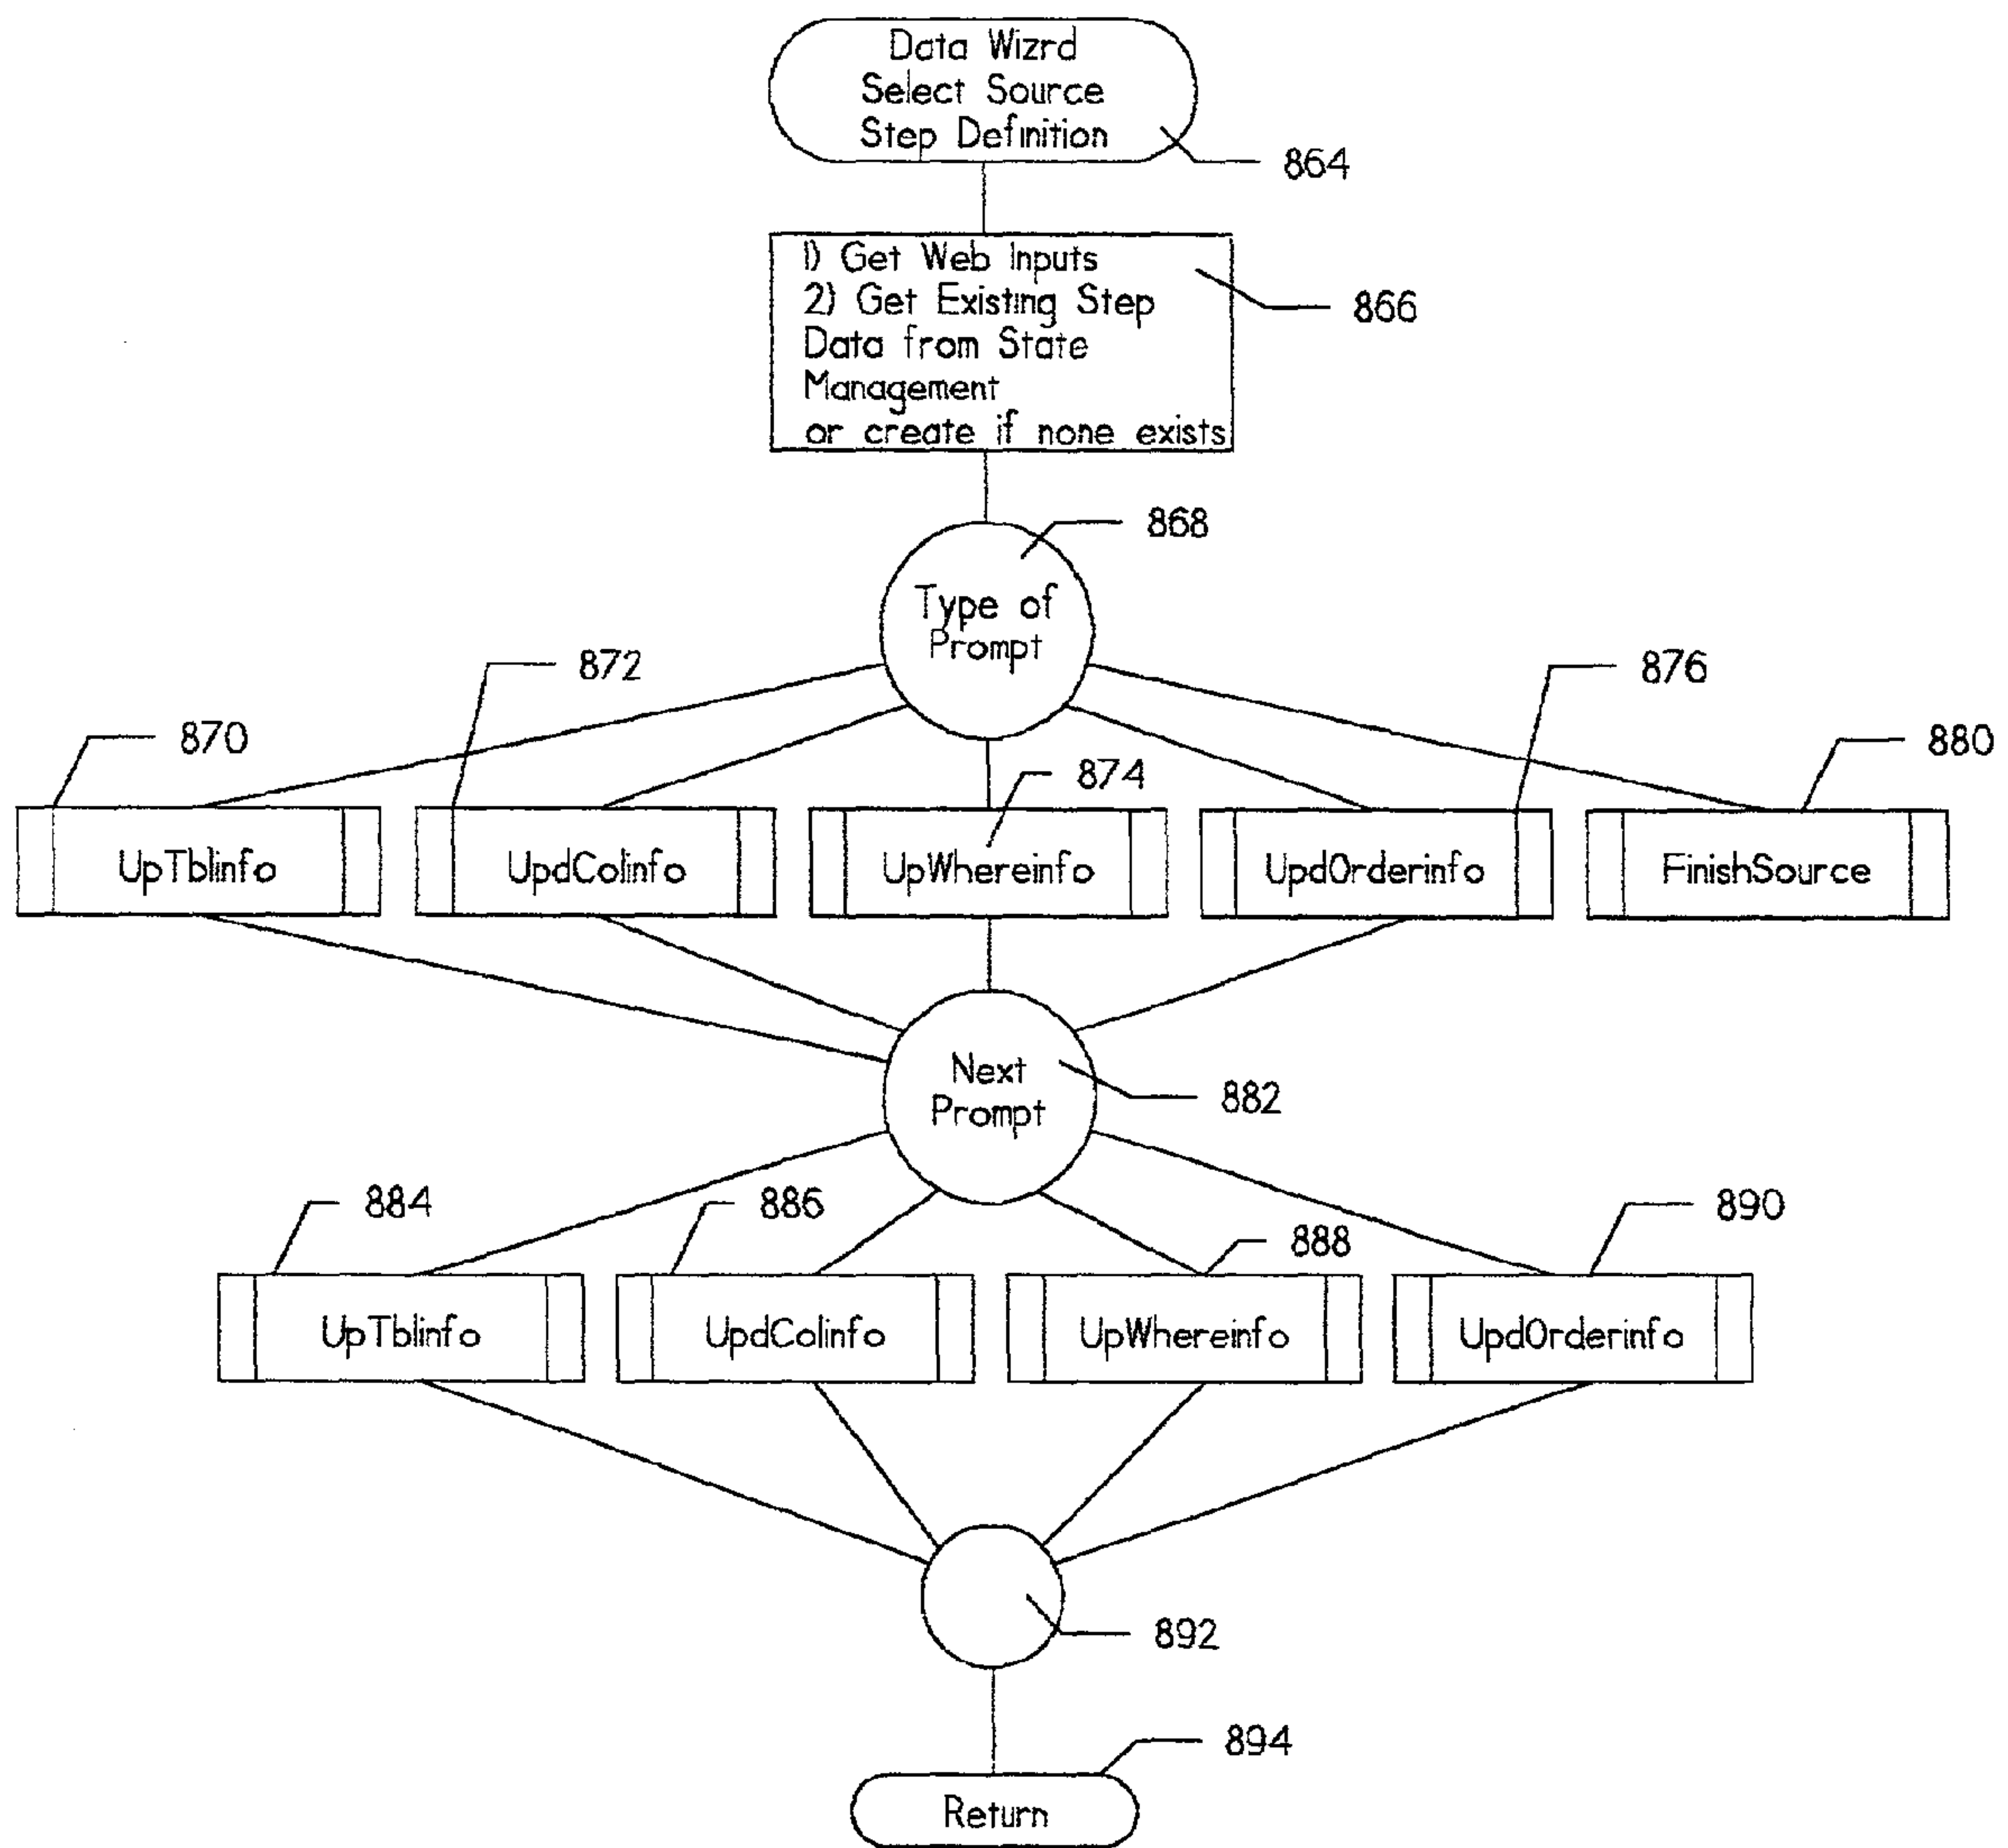 Data Wizrd
Select Source
Step Definition
864
1) Get Web Inputs
2) Get Existing Step
Data from State
Management
or create if none exists
866
868
Type of
Prompt
872
876
870
880
874
UpTblinfo
UpdColinfo
UpWhereinfo
UpdOrderinfo
FinishSource
Next
Prompt
882
884
886
890
888
UpTblinfo
UpdColinfo
UpWhereinfo
UpdOrderinfo
892
894
Return